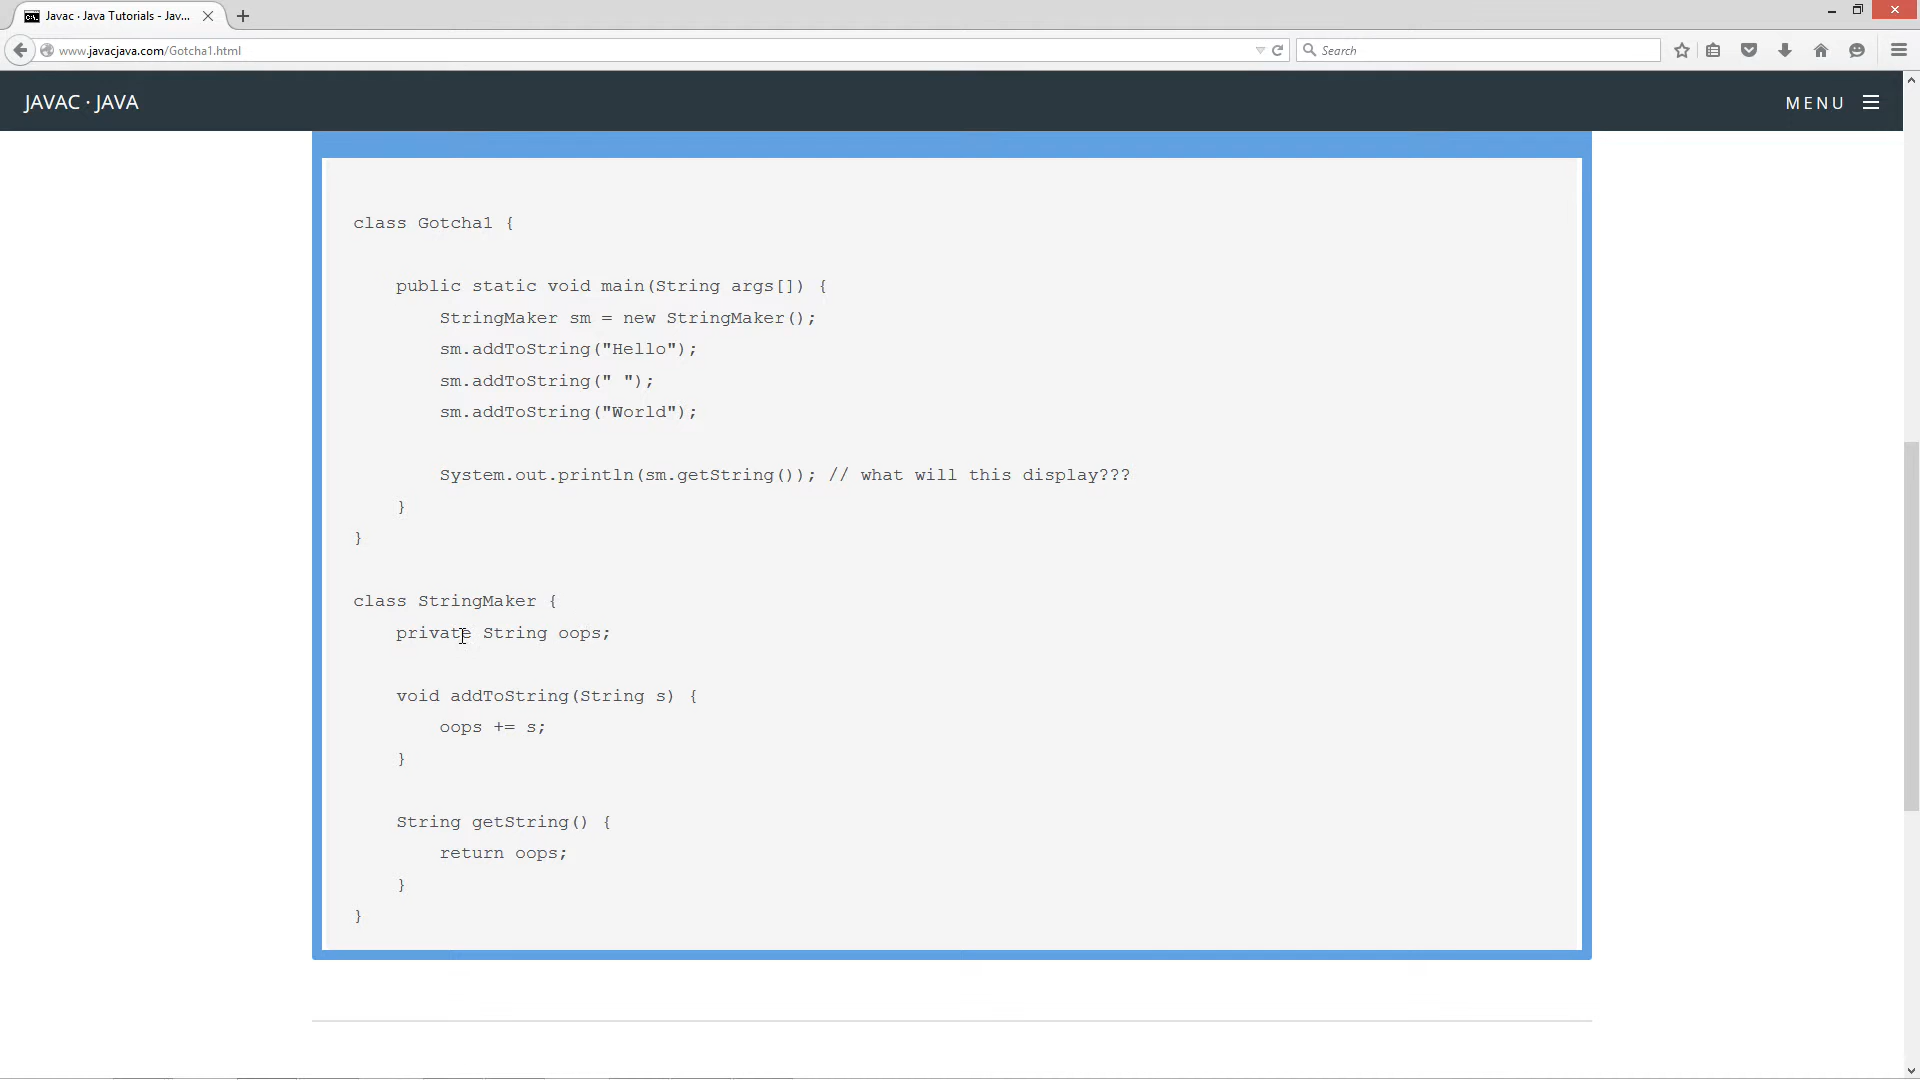 Javac · Java Tutorials - Jav...
www.javacjava.com/Gotcha1.html
Search
JAVAC · JAVA
MENU
class Gotcha1 {
public static void main(String args[]) {
StringMaker sm = new StringMaker();
sm.addToString("Hello");
sm.addToString(" ");
sm.addToString("World");
System.out.println(sm.getString()); // what will this display???
}
}
class StringMaker {
private String oops;
void addToString(String s) {
oops += s;
}
String getString() {
return oops;
}
}